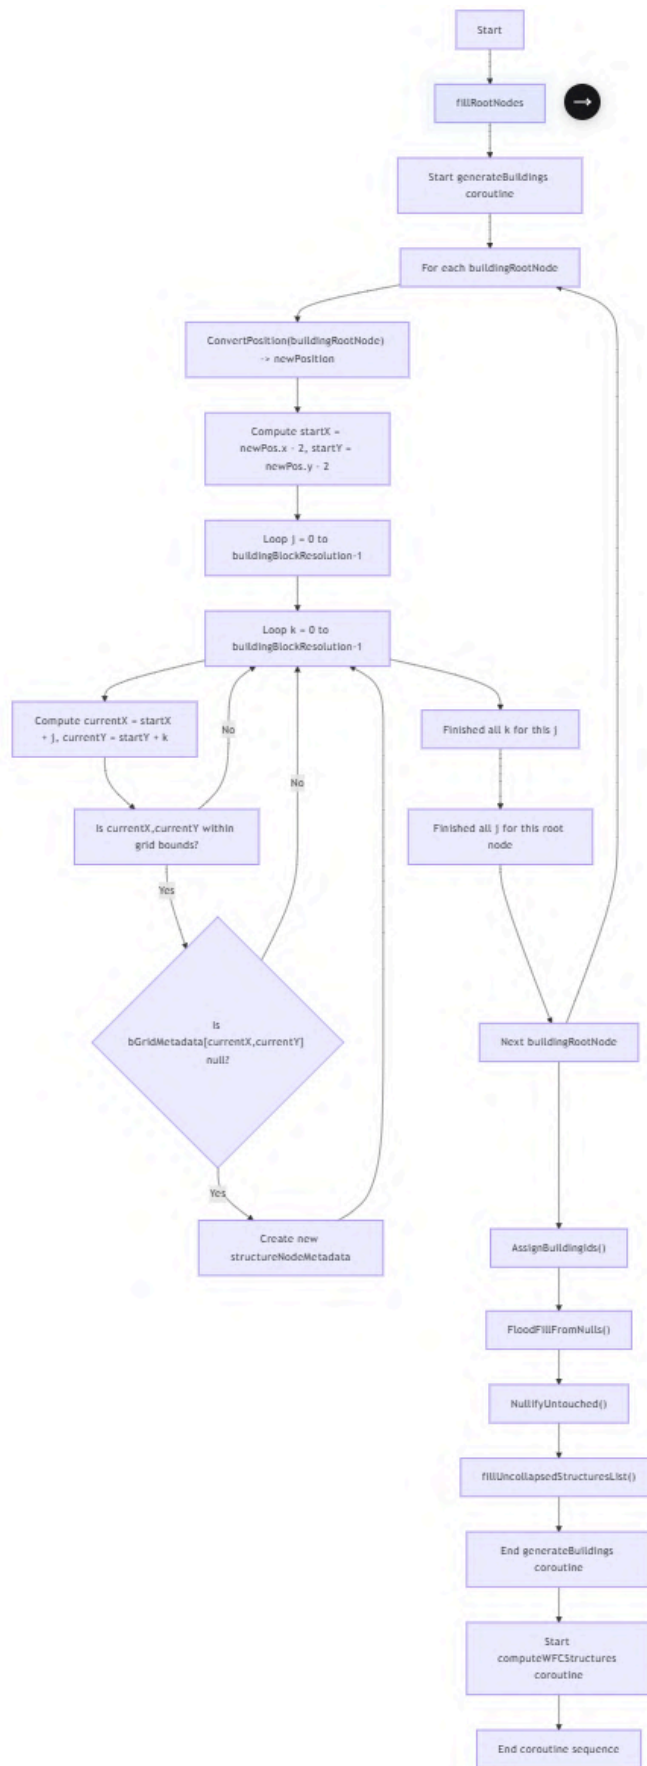 Start
fillRootNodes
Start generateBuildings
coroutine
For each buildingRootNode
ConvertPosition(buildingRootNode)
-> newPosition
Compute startX =
newPos.x - 2, startY =
newPos.y - 2
Loop j = 0 to
buildingBlockResolution-1
Loop k = 0 to
buildingBlockResolution-1
Compute currentX = startX
+ j, currentY = startY + k
No
Finished all k for this j
No
Is currentX,currentY within
grid bounds?
Finished all j for this root
node
Yes
Is
bGridMetadata[currentX,currentY]
null?
Next buildingRootNode
Yes
Create new
structureNodeMetadata
AssignBuildingIds()
FloodFillFromNulls()
NullifyUntouched()
fillUncollapsedStructuresList()
End generateBuildings
coroutine
Start
computeWFCStructures
coroutine
End coroutine sequence